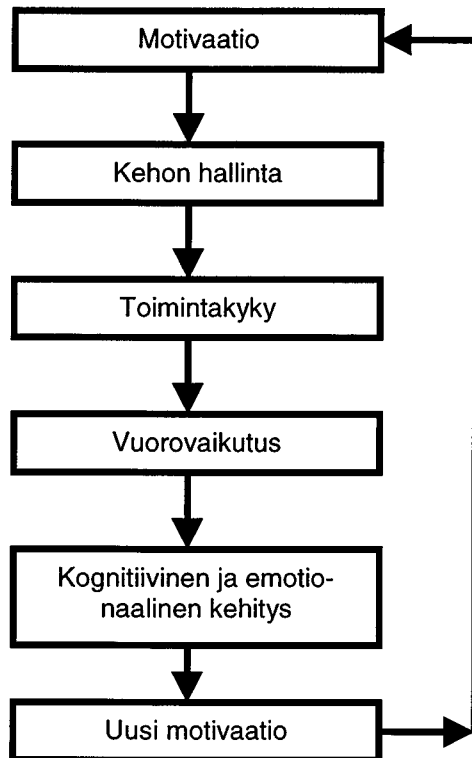 Motivaatio
Kehon hallinta
Toimintakyky
Vuorovaikutus
Kognitiivinen ja emotio-
naalinen kehitys
Uusi motivaatio